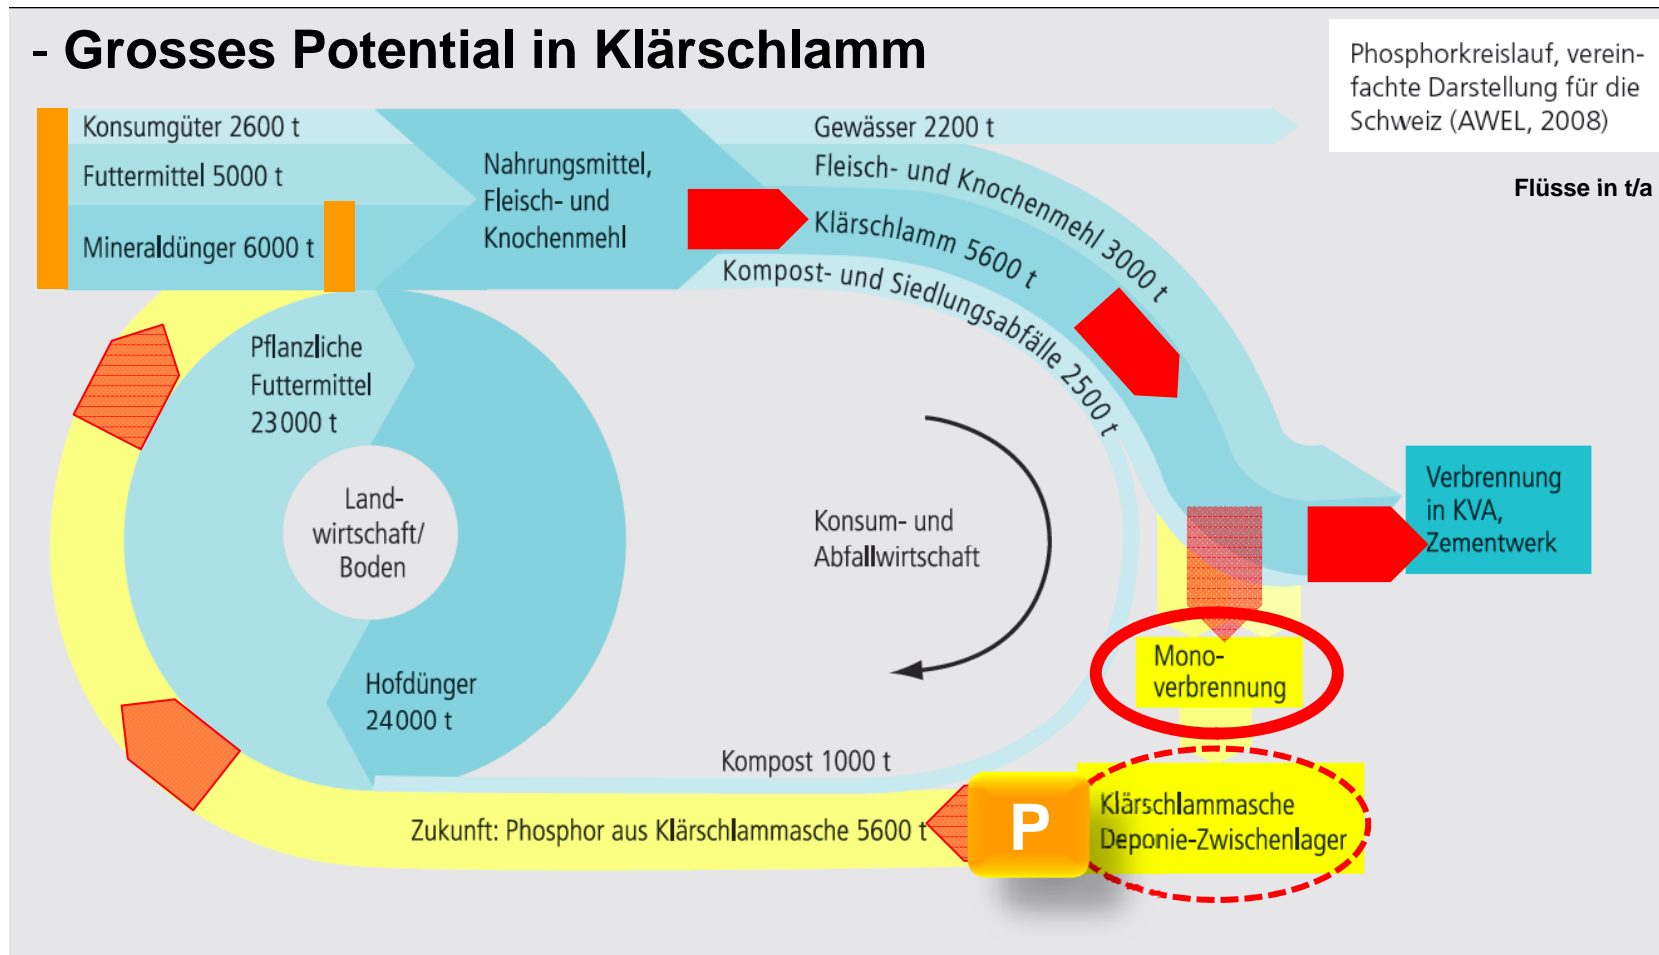 - Grosses Potential in Klärschlamm
Phosphorkreislauf, verein-
fachte Darstellung für die
Schweiz (AWEL, 2008)
Flüsse in t/a
Konsumgüter 2600 t
Futtermittel 5000 t
Mineraldünger 6000 t
Nahrungsmittel,
Fleisch- und
Knochenmehl
Gewässer 2200 t
Fleisch- und Knochenmehl 3000 t
Klärschlamm 5600 t
Kompost- und Siedlungsabfälle 2500 t
Pflanzliche
Futtermittel
23000 t
Land-
wirtschaft/
Boden
Hofdünger
24000 t
Konsum- und
Abfallwirtschaft
Verbrennung
in KVA,
Zementwerk
Mono-
verbrennung
Kompost 1000 t
Zukunft: Phosphor aus Klärschlammasche 5600 t
P
Klärschlammasche
Deponie-Zwischenlager